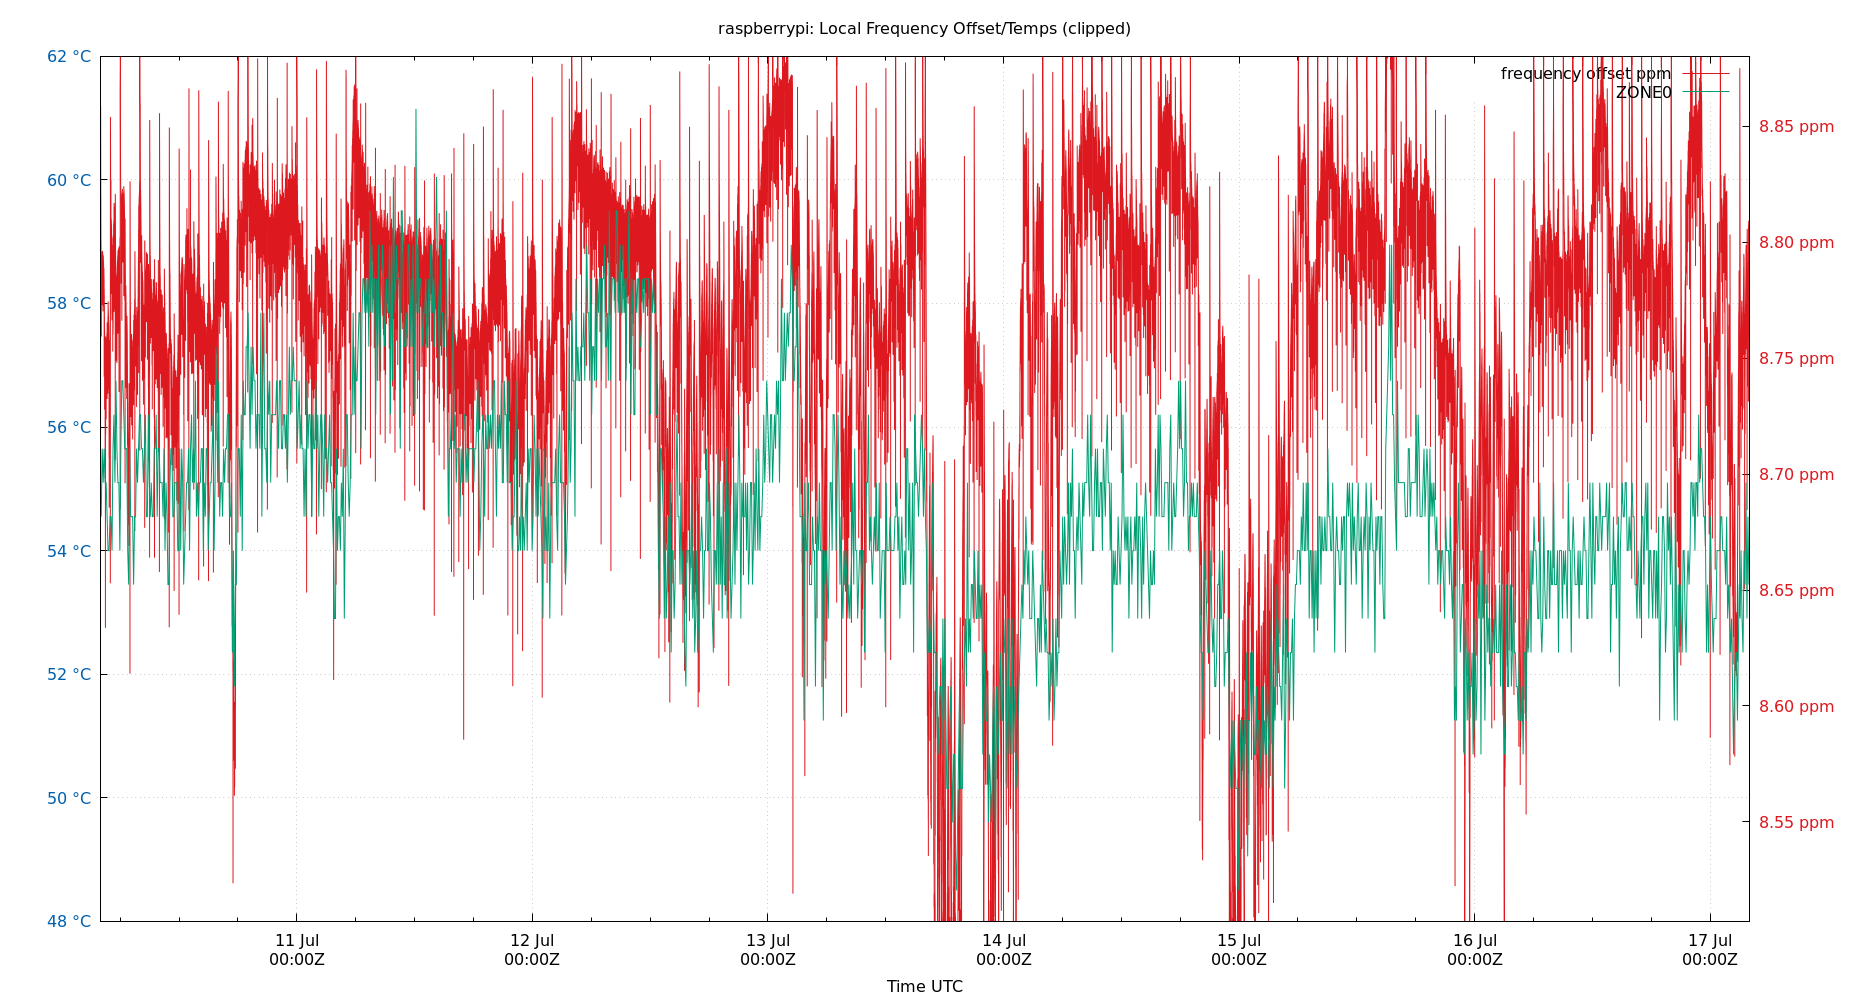 raspberrypi: Local Frequency Offset/Temps (clipped)
62 °C
60 °C
58 °C
56 °C
54 °C
52 °C
50 °C
48 °C
frequency offset ppm
ZONE0
8.85 ppm
8.80 ppm
8.75 ppm
8.70 ppm
8.65 ppm
8.60 ppm
8.55 ppm
11 Jul
00:00Z
12 Jul
00:00Z
13 Jul
00:00Z
14 Jul
00:00Z
15 Jul
00:00Z
16 Jul
00:00Z
17 Jul
00:00Z
Time UTC